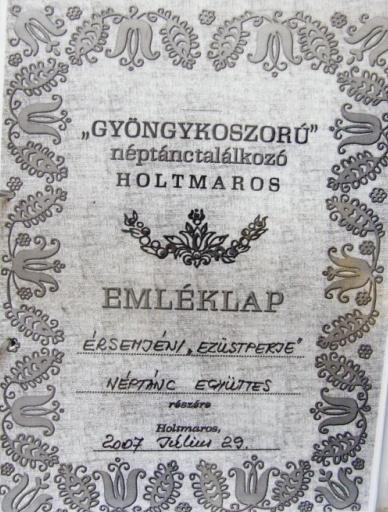 „GYÖNGYKOSZORÚ”
néptánctalálkozó
HOLTMAROS
EMLÉKLAP
ÉRSEMJÉNI „EZÜSTPERJE”
NÉPTÁNC EGYÜTTES
részére
Holtmaros,
2007 Július 29.